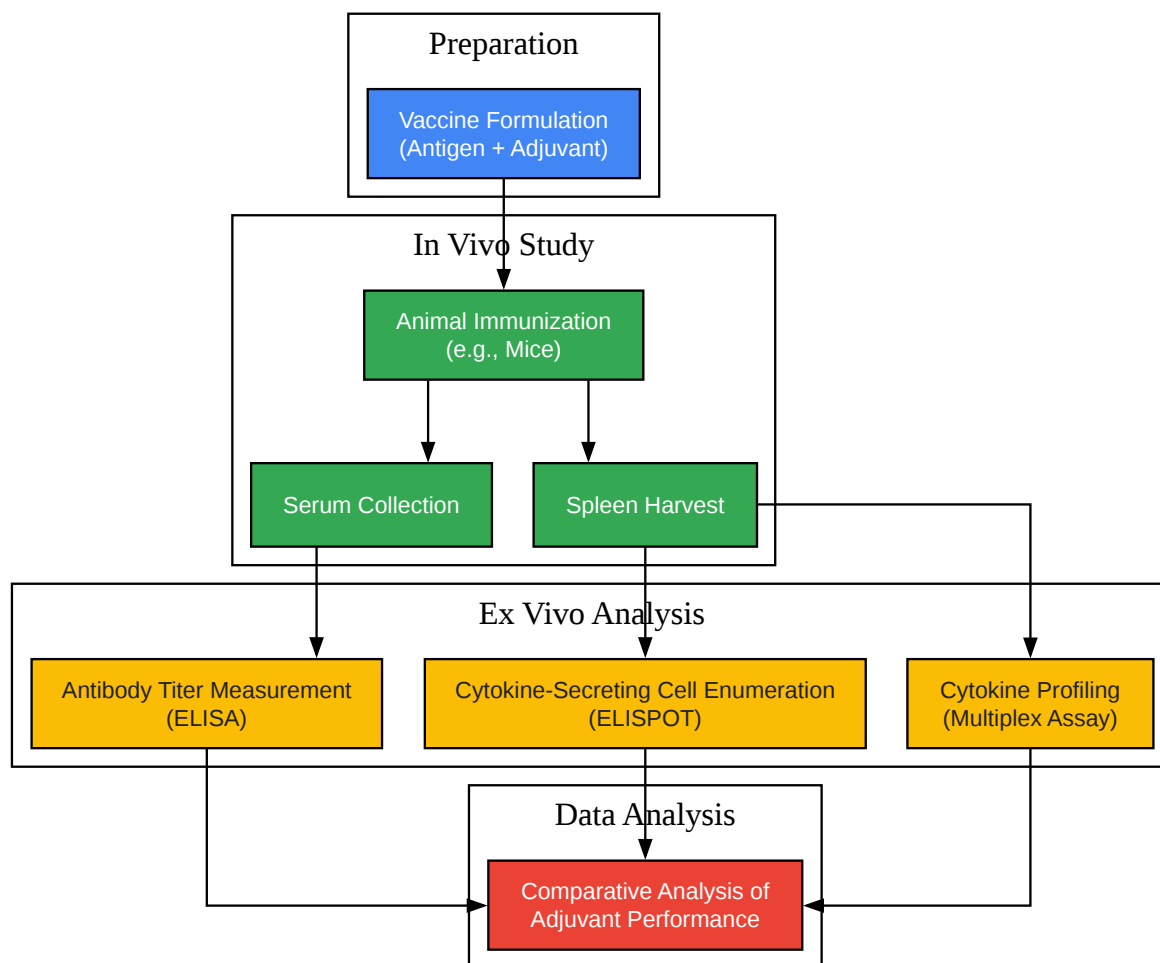 Preparation
Vaccine Formulation
(Antigen + Adjuvant)
In Vivo Study
Animal Immunization
(e.g., Mice)
Serum Collection
Spleen Harvest
Ex Vivo Analysis
Antibody Titer Measurement
(ELISA)
Cytokine-Secreting Cell Enumeration
(ELISPOT)
Cytokine Profiling
(Multiplex Assay)
Data Analysis
Comparative Analysis of
Adjuvant Performance